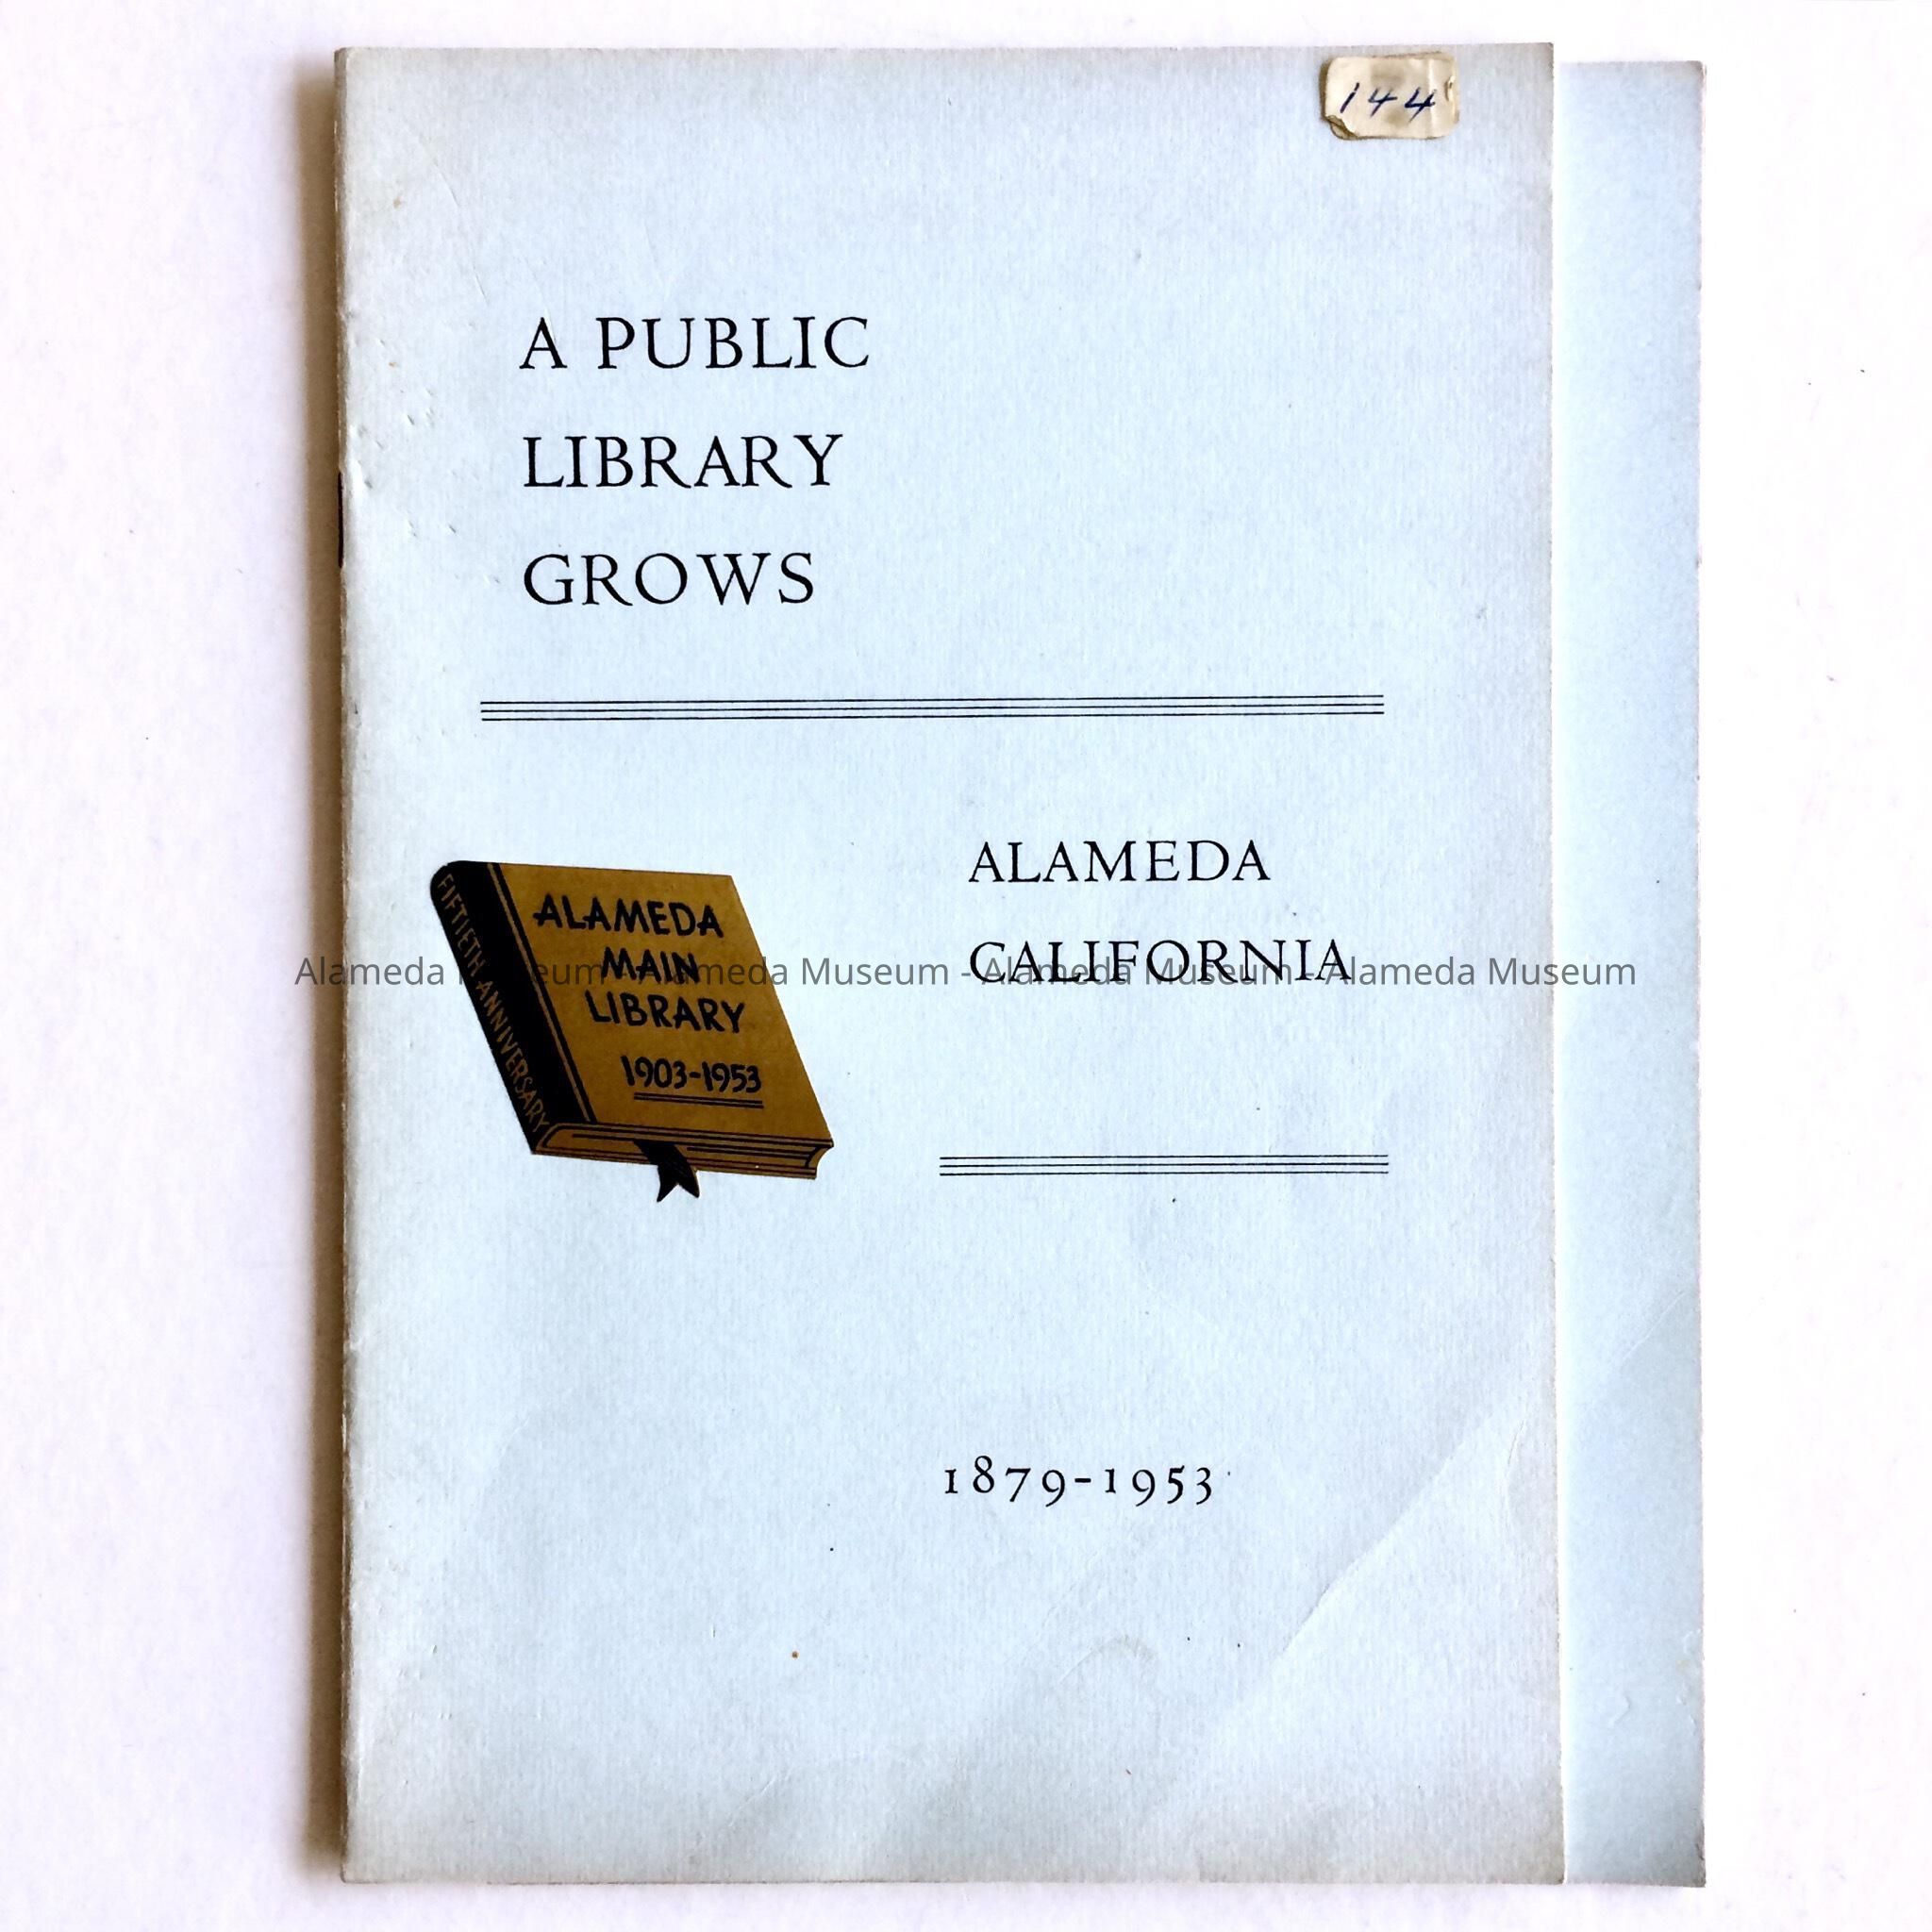 144
A PUBLIC
LIBRARY
GROWS
ALAMEDA
CALIFORNIA
FIFTIETH ANNIVERSARY
ALAMEDA
MAIN
LIBRARY
1903-1953
Alameda Museum - Alameda Museum - Alameda Museum - Alameda Museum
1879-1953